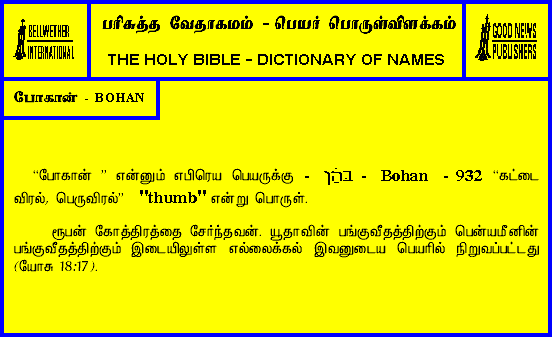 BELLWETHER
INTERNATIONAL
பரிசுத்த வேதாகமம் - பெயர் பொருள்விளக்கம்
THE HOLY BIBLE - DICTIONARY OF NAMES
GOOD NEWS
PUBLISHERS
போகான் - BOHAN
“போகான் ” என்னும் எபிரெய பெயருக்கு - בֹּהַן - Bohan - 932 “கட்டை
விரல், பெருவிரல்” "thumb" என்று பொருள்.
ரூபன் கோத்திரத்தை சேர்ந்தவன். யூதாவின் பங்குவீதத்திற்கும் பென்யமீனின்
பங்குவீதத்திற்கும் இடையிலுள்ள எல்லைக்கல் இவனுடைய பெயரில் நிறுவப்பட்டது
(யோசு 18:17).